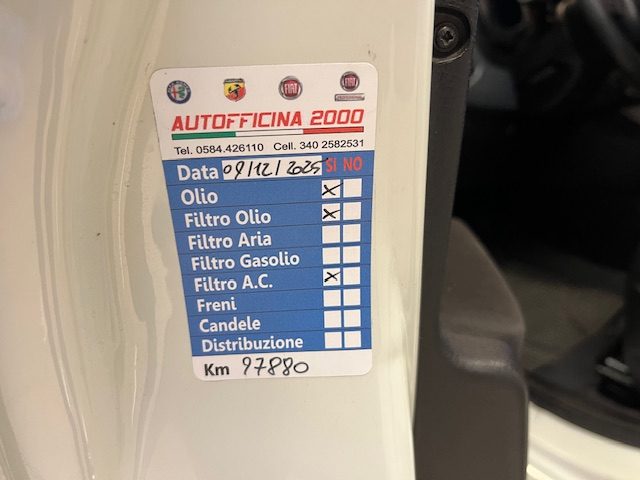 AUTOFFICINA 2000
Tel. 0584.426110 Cell. 340 2582531
Data 09/12/2025 SI NO
Olio X
Filtro Olio X
Filtro Aria
Filtro Gasolio
Filtro A.C. X
Freni
Candele
Distribuzione
Km 97880